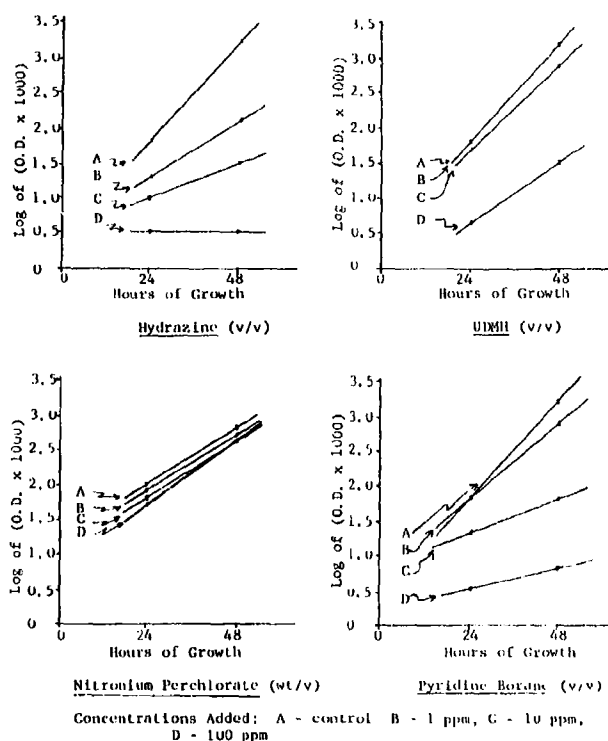 3.5
3.0
2.5
2.0
1.5
1.0
0.5
0
A
B
C
D
Log of (O.D. x 1000)
0 24 48
Hours of Growth
Hydrazine (v/v)
3.5
3.0
2.5
2.0
1.5
1.0
0.5
0
A
B
C
D
Log of (O.D. x 1000)
0 24 48
Hours of Growth
UDMH (v/v)
3.5
3.0
2.5
2.0
1.5
1.0
0.5
0
A
B
C
D
Log of (O.D. x 1000)
0 24 48
Hours of Growth
Nitronium Perchlorate (wt/v)
3.5
3.0
2.5
2.0
1.5
1.0
0.5
0
A
B
C
D
Log of (O.D. x 1000)
0 24 48
Hours of Growth
Pyridine Borane (v/v)
Concentrations Added: A - control B - 1 ppm, C - 10 ppm,
D - 100 ppm